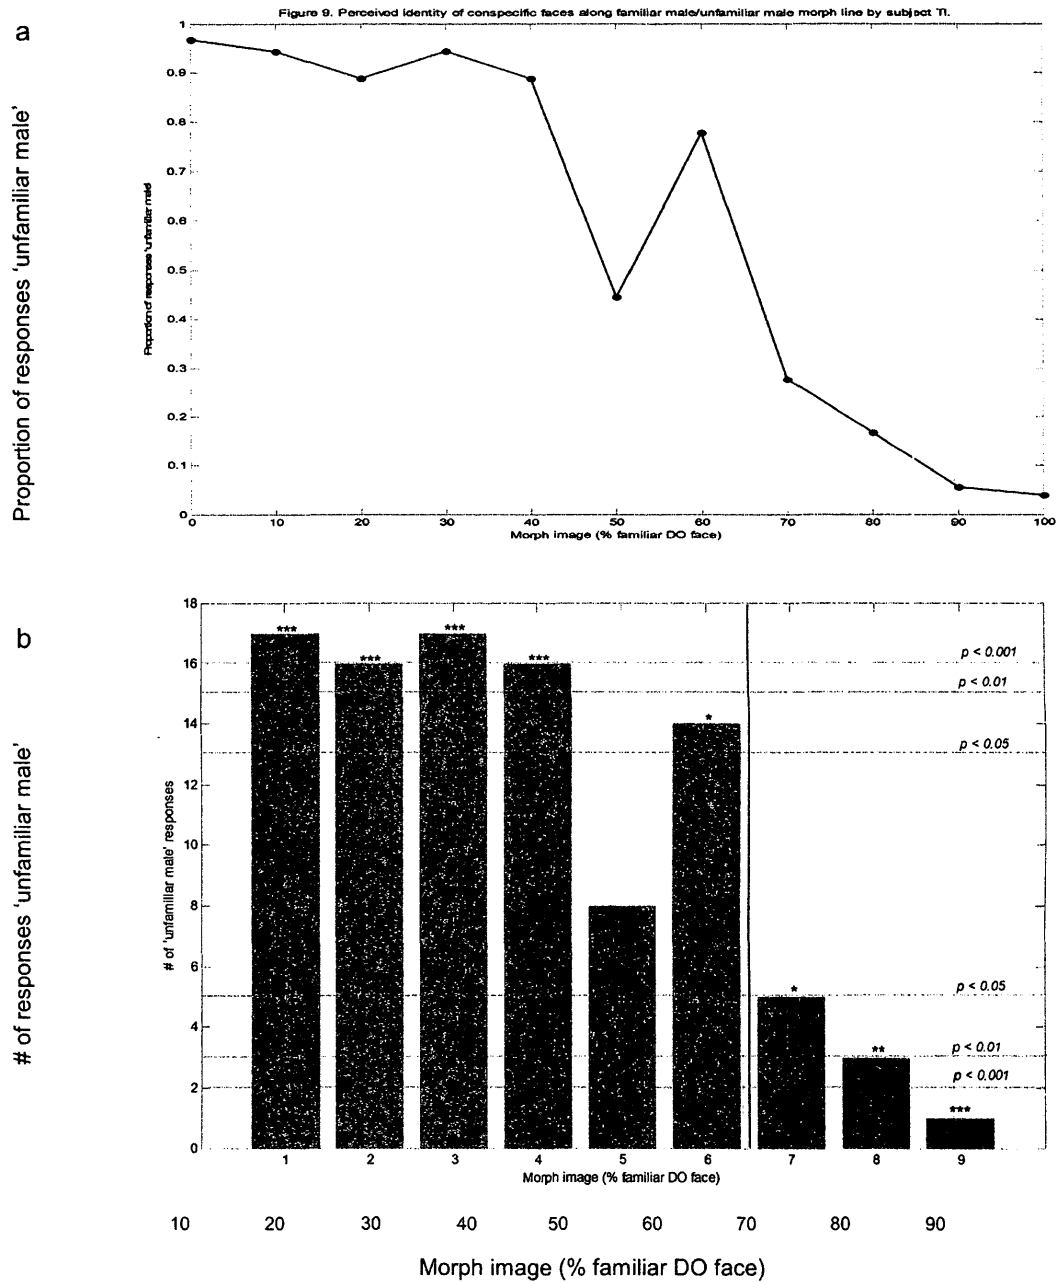 Figure 9. Perceived identity of conspecific faces along familiar male/unfamiliar male morph line by subject TI.
a
Proportion of responses 'unfamiliar male'
Proportion of responses 'unfamiliar male'
1
0.9
0.8
0.7
0.6
0.5
0.4
0.3
0.2
0.1
0
0 10 20 30 40 50 60 70 80 90 100
Morph image (% familiar DO face)
b
# of responses 'unfamiliar male'
# of 'unfamiliar male' responses
18
16
14
12
10
8
6
4
2
0
*** *** *** *** * * ** ***
p < 0.001
p < 0.01
p < 0.05
p < 0.05
p < 0.01
p < 0.001
1 2 3 4 5 6 7 8 9
Morph image (% familiar DO face)
10 20 30 40 50 60 70 80 90
Morph image (% familiar DO face)